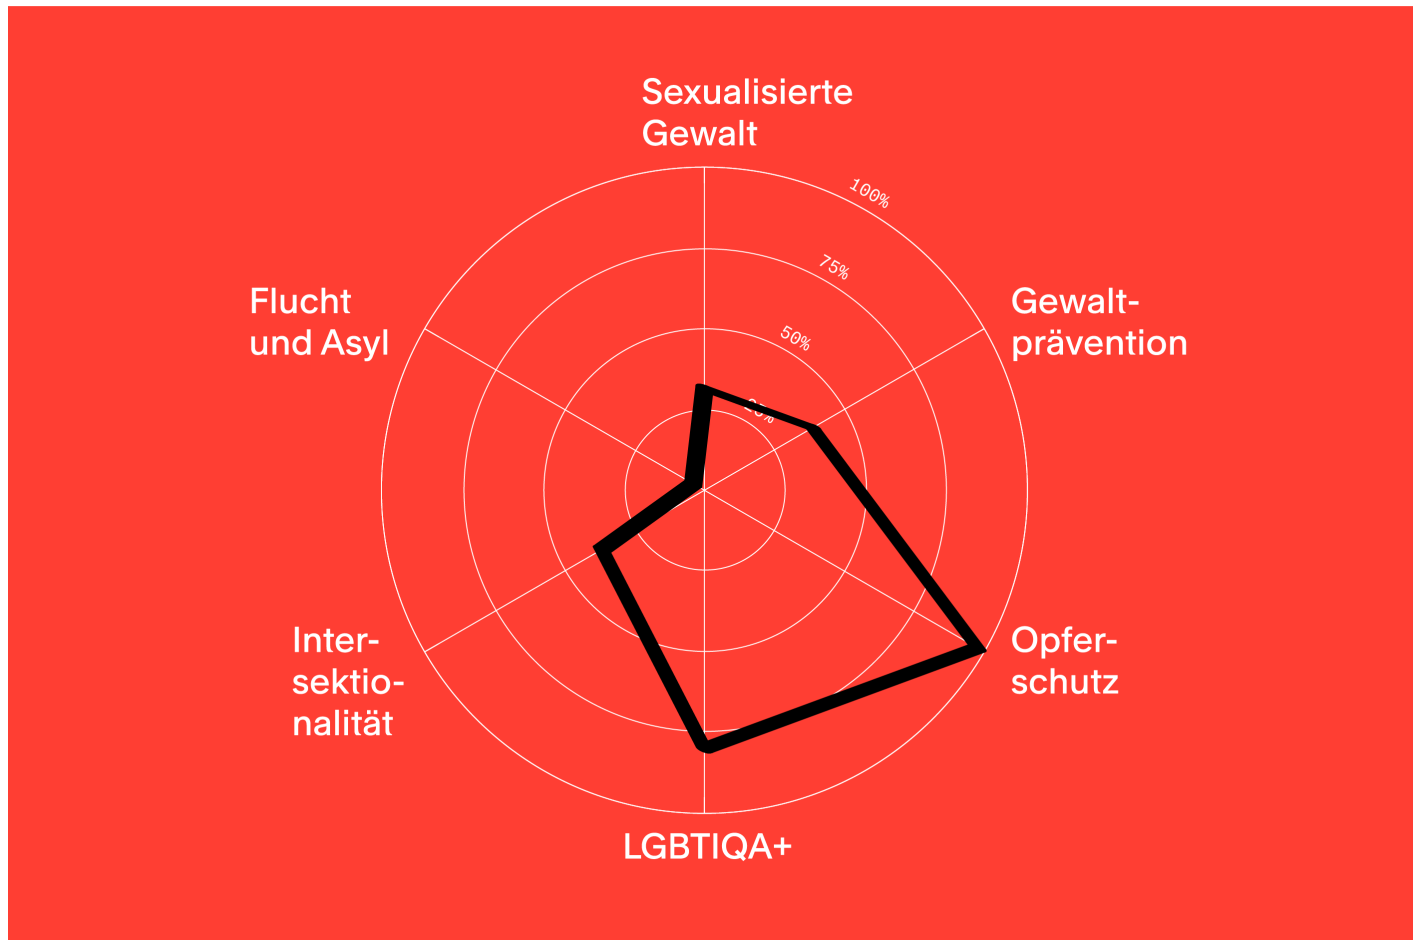 Sexualisierte
Gewalt
100%
75%
50%
Flucht
und Asyl
Gewalt-
prävention
Inter-
sektio-
nalität
Opfer-
schutz
LGBTIQA+